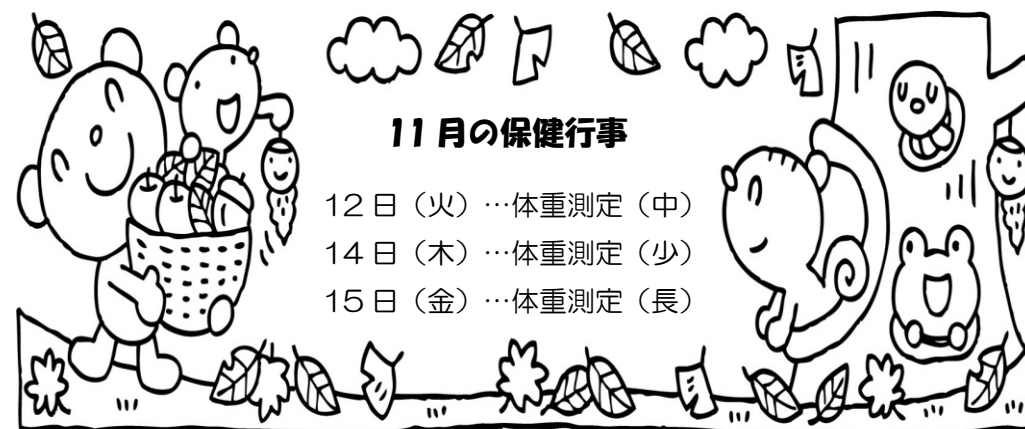 11月の保健行事
12日（火）…体重測定（中）
14日（木）…体重測定（少）
15日（金）…体重測定（長）